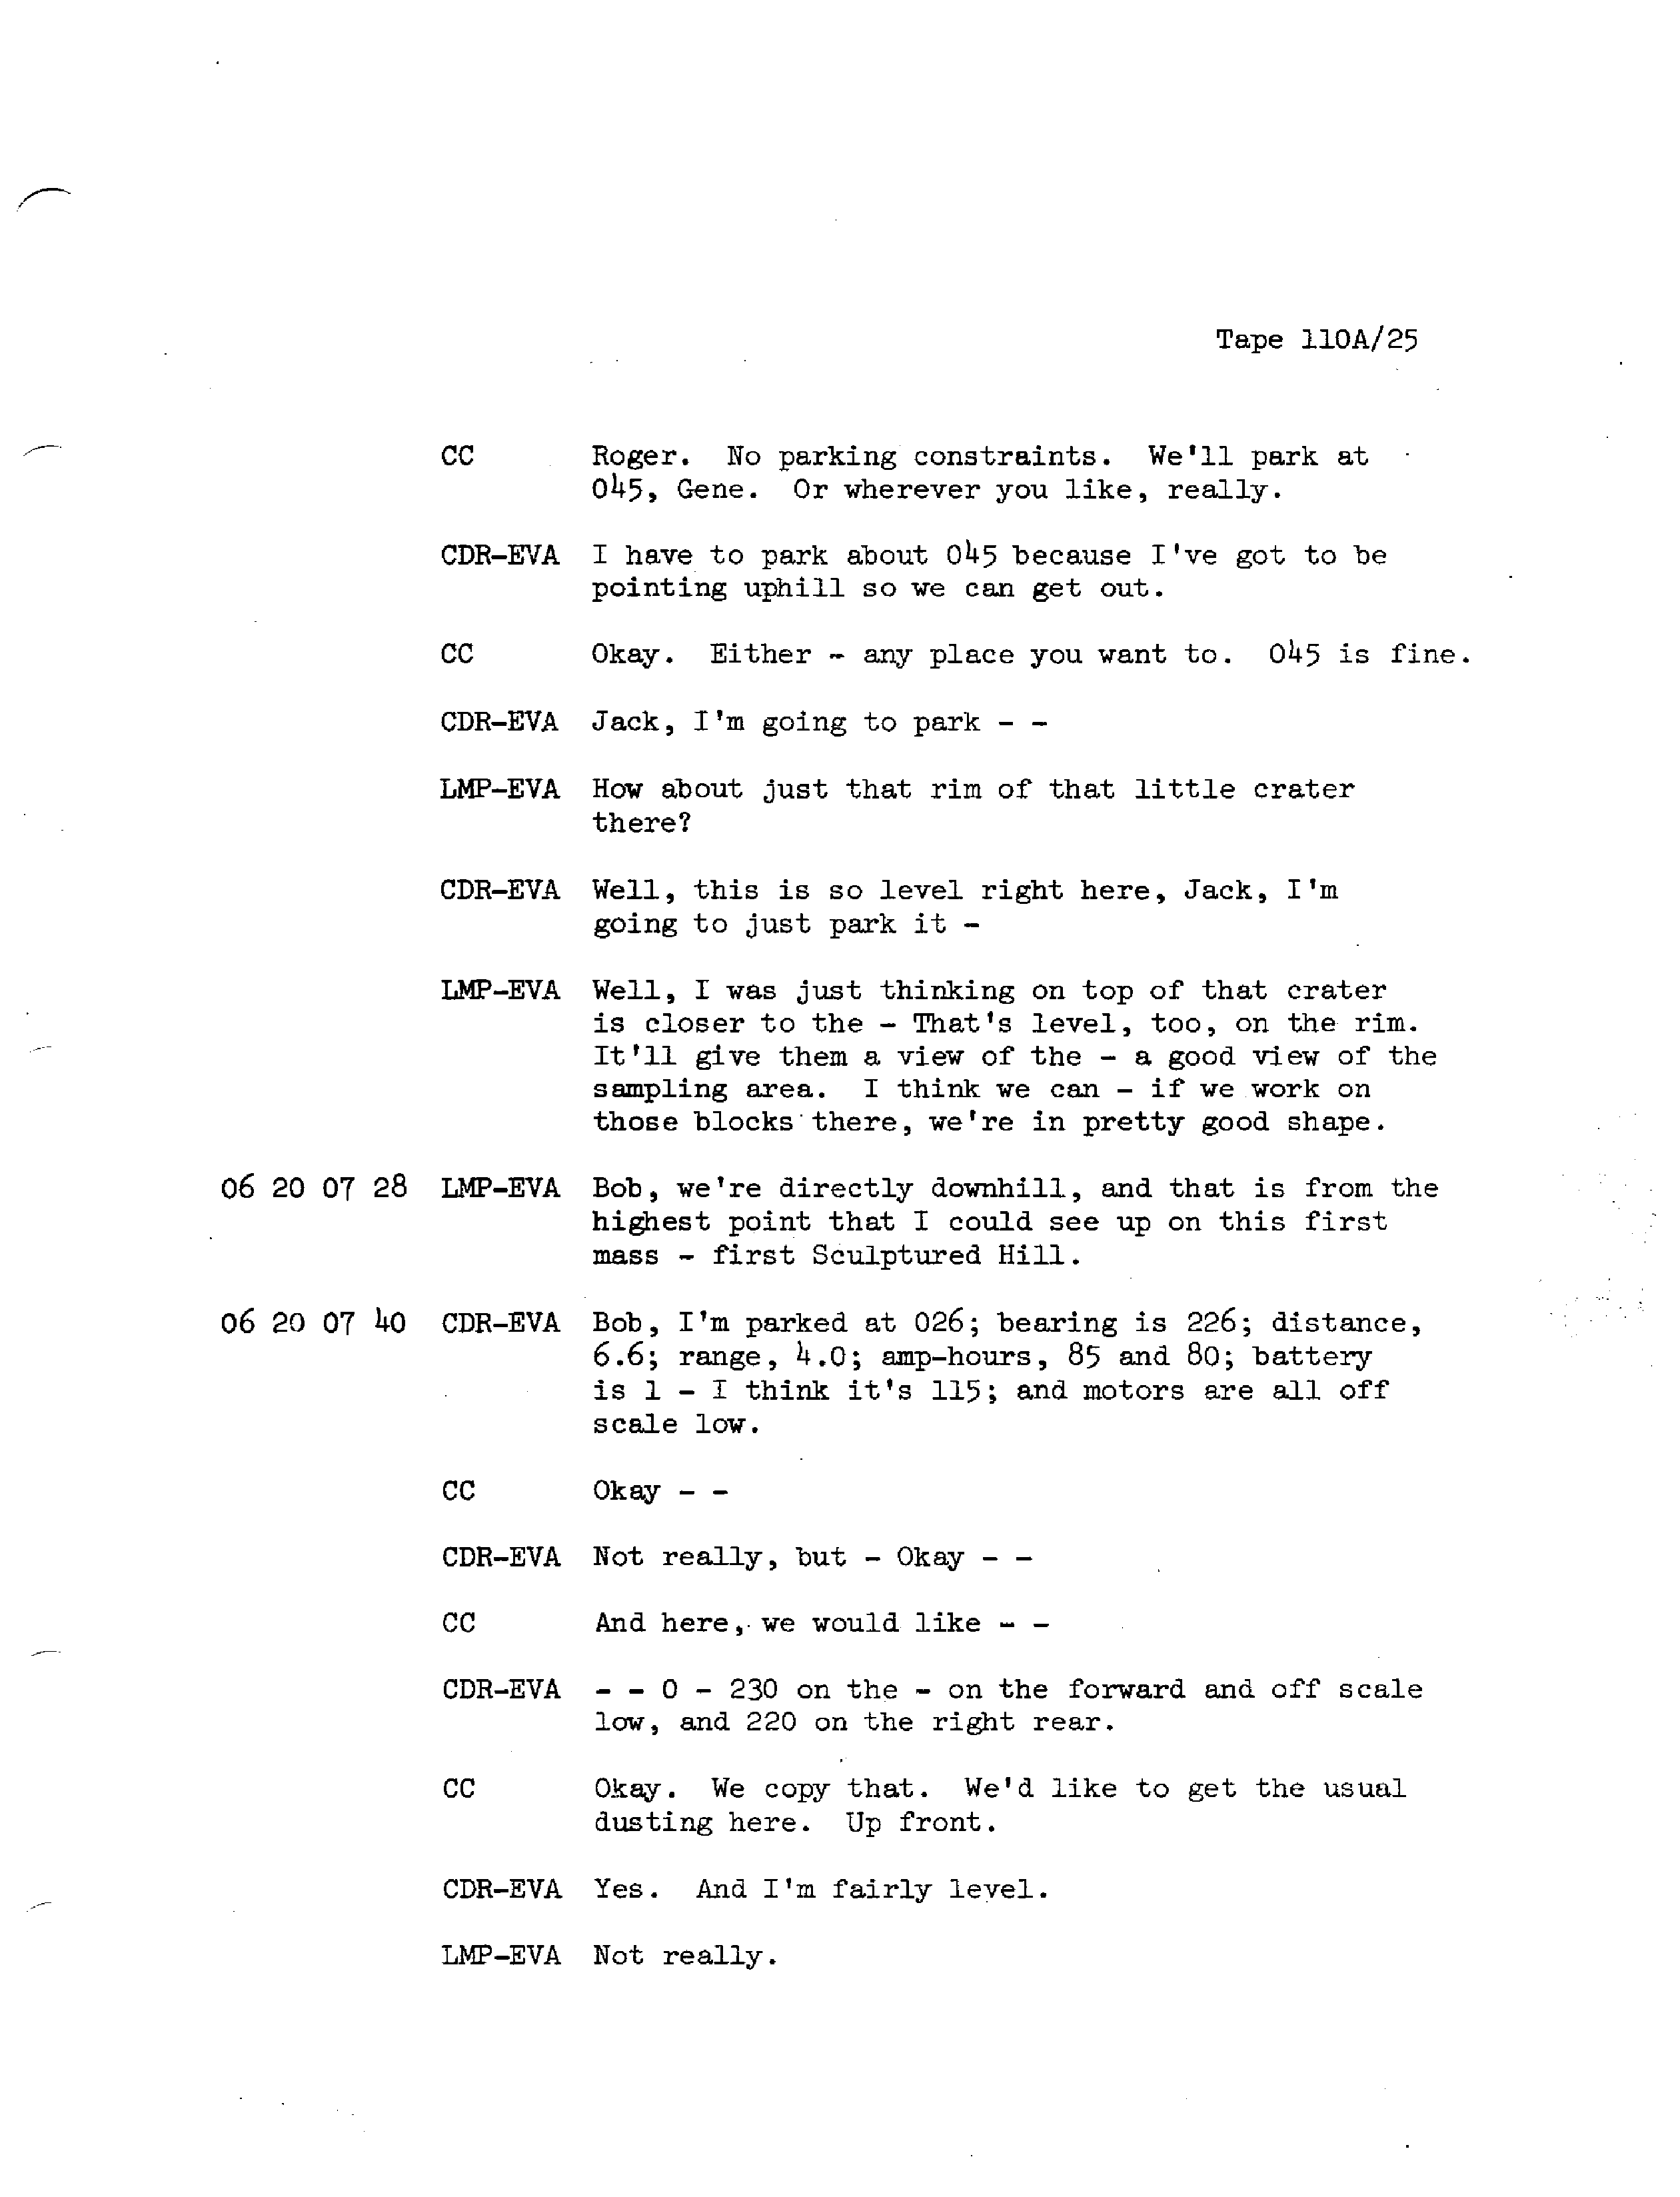 Tape 110A/25
CC Roger. No parking constraints. We'll park at
045, Gene. Or wherever you like, really.
CDR-EVA I have to park about 045 because I've got to be
pointing uphill so we can get out.
CC Okay. Either - any place you want to. 045 is fine.
CDR-EVA Jack, I'm going to park - -
LMP-EVA How about just that rim of that little crater
there?
CDR-EVA Well, this is so level right here, Jack, I'm
going to just park it -
LMP-EVA Well, I was just thinking on top of that crater
is closer to the - That's level, too, on the rim.
It'll give them a view of the - a good view of the
sampling area. I think we can - if we work on
those blocks there, we're in pretty good shape.
06 20 07 28 LMP-EVA Bob, we're directly downhill, and that is from the
highest point that I could see up on this first
mass - first Sculptured Hill.
06 20 07 40 CDR-EVA Bob, I'm parked at 026; bearing is 226; distance,
6.6; range, 4.0; amp-hours, 85 and 80; battery
is 1 - I think it's 115; and motors are all off
scale low.
CC Okay - -
CDR-EVA Not really, but - Okay - -
CC And here, we would like - -
CDR-EVA - - 0 - 230 on the - on the forward and off scale
low, and 220 on the right rear.
CC Okay. We copy that. We'd like to get the usual
dusting here. Up front.
CDR-EVA Yes. And I'm fairly level.
LMP-EVA Not really.